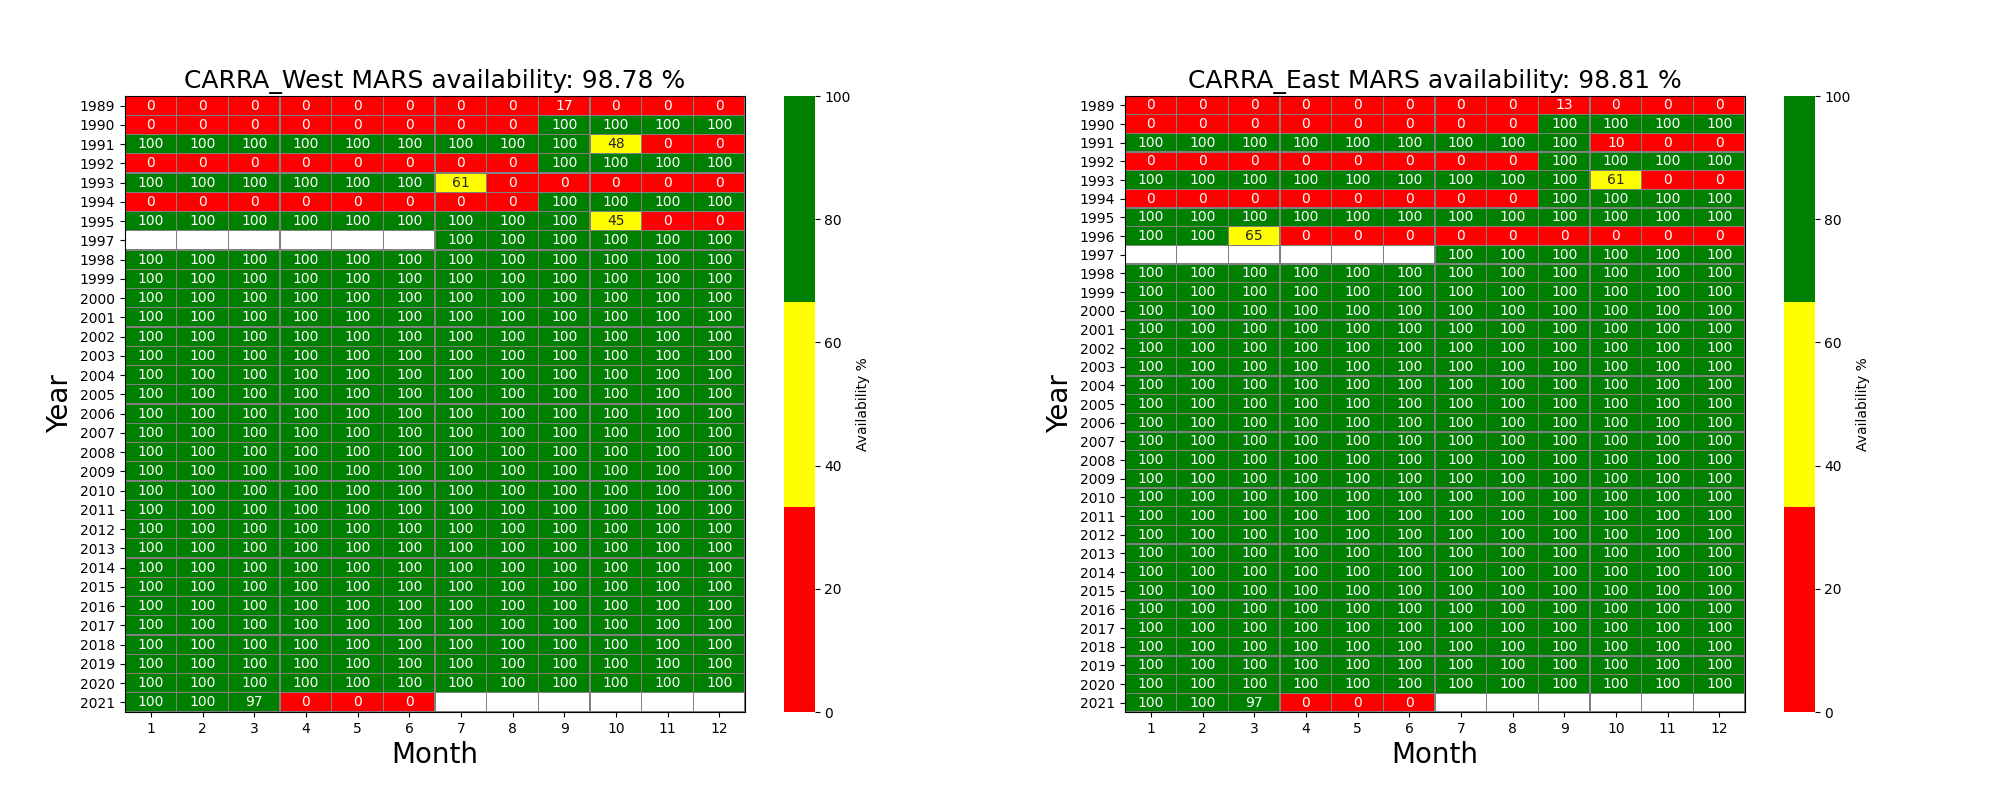 CARRA_West MARS availability: 98.78 %
1989 0 0 0 0 0 0 0 0 17 0 0 0
1990 0 0 0 0 0 0 0 0 100 100 100 100
1991 100 100 100 100 100 100 100 100 100 48 0 0
1992 0 0 0 0 0 0 0 0 100 100 100 100
1993 100 100 100 100 100 100 61 0 0 0 0 0
1994 0 0 0 0 0 0 0 0 100 100 100 100
1995 100 100 100 100 100 100 100 100 100 45 0 0
1997 100 100 100 100 100 100
1998 100 100 100 100 100 100 100 100 100 100 100 100
1999 100 100 100 100 100 100 100 100 100 100 100 100
2000 100 100 100 100 100 100 100 100 100 100 100 100
2001 100 100 100 100 100 100 100 100 100 100 100 100
2002 100 100 100 100 100 100 100 100 100 100 100 100
2003 100 100 100 100 100 100 100 100 100 100 100 100
2004 100 100 100 100 100 100 100 100 100 100 100 100
2005 100 100 100 100 100 100 100 100 100 100 100 100
2006 100 100 100 100 100 100 100 100 100 100 100 100
2007 100 100 100 100 100 100 100 100 100 100 100 100
2008 100 100 100 100 100 100 100 100 100 100 100 100
2009 100 100 100 100 100 100 100 100 100 100 100 100
2010 100 100 100 100 100 100 100 100 100 100 100 100
2011 100 100 100 100 100 100 100 100 100 100 100 100
2012 100 100 100 100 100 100 100 100 100 100 100 100
2013 100 100 100 100 100 100 100 100 100 100 100 100
2014 100 100 100 100 100 100 100 100 100 100 100 100
2015 100 100 100 100 100 100 100 100 100 100 100 100
2016 100 100 100 100 100 100 100 100 100 100 100 100
2017 100 100 100 100 100 100 100 100 100 100 100 100
2018 100 100 100 100 100 100 100 100 100 100 100 100
2019 100 100 100 100 100 100 100 100 100 100 100 100
2020 100 100 100 100 100 100 100 100 100 100 100 100
2021 100 100 97 0 0 0
1 2 3 4 5 6 7 8 9 10 11 12
Month
Year
100
80
60
40
20
0
Availability %
CARRA_East MARS availability: 98.81 %
1989 0 0 0 0 0 0 0 0 13 0 0 0
1990 0 0 0 0 0 0 0 0 100 100 100 100
1991 100 100 100 100 100 100 100 100 100 10 0 0
1992 0 0 0 0 0 0 0 0 100 100 100 100
1993 100 100 100 100 100 100 100 100 100 61 0 0
1994 0 0 0 0 0 0 0 0 100 100 100 100
1995 100 100 100 100 100 100 100 100 100 100 100 100
1996 100 100 65 0 0 0 0 0 0 0 0 0
1997 100 100 100 100 100 100
1998 100 100 100 100 100 100 100 100 100 100 100 100
1999 100 100 100 100 100 100 100 100 100 100 100 100
2000 100 100 100 100 100 100 100 100 100 100 100 100
2001 100 100 100 100 100 100 100 100 100 100 100 100
2002 100 100 100 100 100 100 100 100 100 100 100 100
2003 100 100 100 100 100 100 100 100 100 100 100 100
2004 100 100 100 100 100 100 100 100 100 100 100 100
2005 100 100 100 100 100 100 100 100 100 100 100 100
2006 100 100 100 100 100 100 100 100 100 100 100 100
2007 100 100 100 100 100 100 100 100 100 100 100 100
2008 100 100 100 100 100 100 100 100 100 100 100 100
2009 100 100 100 100 100 100 100 100 100 100 100 100
2010 100 100 100 100 100 100 100 100 100 100 100 100
2011 100 100 100 100 100 100 100 100 100 100 100 100
2012 100 100 100 100 100 100 100 100 100 100 100 100
2013 100 100 100 100 100 100 100 100 100 100 100 100
2014 100 100 100 100 100 100 100 100 100 100 100 100
2015 100 100 100 100 100 100 100 100 100 100 100 100
2016 100 100 100 100 100 100 100 100 100 100 100 100
2017 100 100 100 100 100 100 100 100 100 100 100 100
2018 100 100 100 100 100 100 100 100 100 100 100 100
2019 100 100 100 100 100 100 100 100 100 100 100 100
2020 100 100 100 100 100 100 100 100 100 100 100 100
2021 100 100 97 0 0 0
1 2 3 4 5 6 7 8 9 10 11 12
Month
Year
100
80
60
40
20
0
Availability %